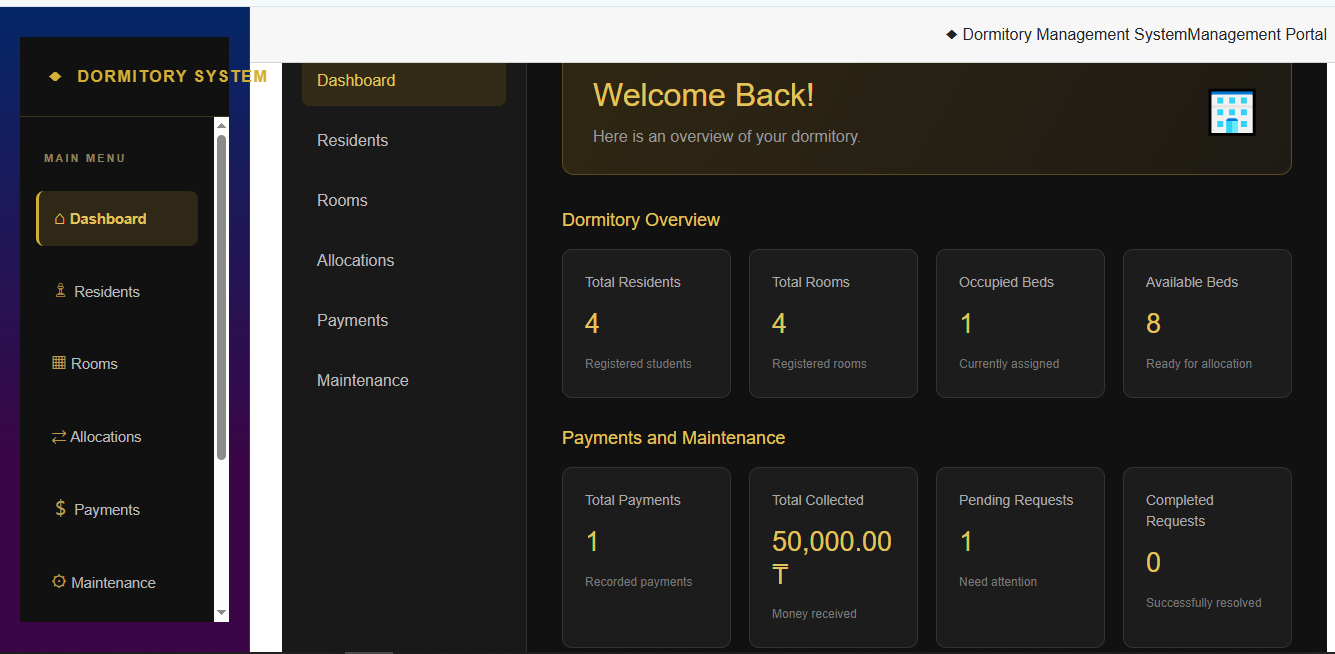 ◆ Dormitory Management SystemManagement Portal
◆ DORMITORY SYSTEM
MAIN MENU
⌂ Dashboard
♗ Residents
▦ Rooms
⇄ Allocations
$ Payments
⚙ Maintenance
Dashboard
Residents
Rooms
Allocations
Payments
Maintenance
Welcome Back!
Here is an overview of your dormitory.
Dormitory Overview
Total Residents
4
Registered students
Total Rooms
4
Registered rooms
Occupied Beds
1
Currently assigned
Available Beds
8
Ready for allocation
Payments and Maintenance
Total Payments
1
Recorded payments
Total Collected
50,000.00
₸
Money received
Pending Requests
1
Need attention
Completed
Requests
0
Successfully resolved